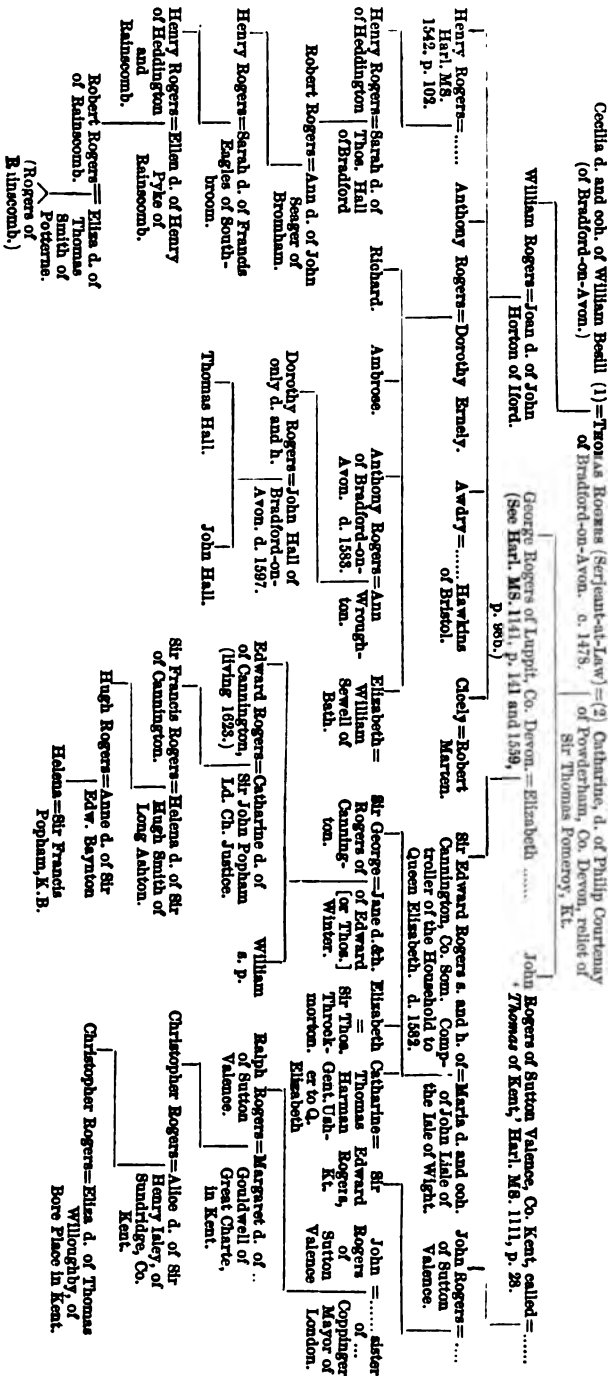 Cecilia d. and coh. of William Besill (1)=THOMAS ROGERS (Serjeant-at-Law)=(2) Catharine, d. of Philip Courtenay
(of Bradford-on-Avon.)
of Bradford-on-Avon. c. 1478.
of Powderham, Co. Devon, relict of
Sir Thomas Pomeroy, Kt.
William Rogers=Joan d. of John
Horton of Iford.
George Rogers of Luppit, Co. Devon.=Elizabeth ......
(See Harl. MS. 1141, p. 141 and 1559,
p. 96b.)
John Rogers of Sutton Valence, Co. Kent, called=......
'Thomas of Kent,' Harl. MS. 1111, p. 28.
Henry Rogers=......
Harl. MS.
1542. p. 102.
Anthony Rogers=Dorothy Ernely.
Awdry=...... Hawkins
of Bristol.
Cicely=Robert
Marten.
Sir Edward Rogers s. and h. of=Maria d. and coh.
Cannington, Co. Som. Comp-
of John Lisle of
troller of the Household to
the Isle of Wight.
Queen Elizabeth. d. 1582.
John Rogers=....
of Sutton
Valence.
Henry Rogers=Sarah d. of
of Heddington
Thos. Hall
of Bradford
Richard.
Ambrose.
Anthony Rogers=Ann
of Bradford-on-
Wrough-
Avon. d. 1583.
ton.
Elizabeth=
William
Sewell of
Bath.
Sir George=Jane d.&h.
Rogers of
of Edward
Canning-
[or Thos.]
ton.
Winter.
Elizabeth
=
Sir Thos.
Throck-
morton.
Catharine=
Thomas
Harman
Gent. Ush-
er to Q.
Elizabeth
Sir
Edward
Rogers,
Kt.
John =...... sister
Rogers
of ...
of
Coppinger
Sutton
Mayor of
Valence
London.
Robert Rogers=Ann d. of John
Seager of
Bromham.
Dorothy Rogers=John Hall of
only d. and h.
Bradford-on-
Avon. d. 1597.
Edward Rogers=Catharine d. of
of Cannington,
Sir John Popham
(living 1623.)
Ld. Ch. Justice.
William
s. p.
Ralph Rogers=Margaret d. of ..
of Sutton
Gouldwell of
Valence.
Great Charte,
in Kent.
Henry Rogers=Sarah d. of Francis
Eagles of South-
broom.
Thomas Hall.
John Hall.
Sir Francis Rogers=Helena d. of Sir
of Cannington.
Hugh Smith of
Long Ashton.
Christopher Rogers=Alice d. of Sir
Henry Isley, of
Sundridge, Co.
Kent.
Henry Rogers=Ellen d. of Henry
of Heddington
Pyke of
and
Rainscomb.
Rainscomb.
Hugh Rogers=Anne d. of Sir
Edw. Baynton
Christopher Rogers=Eliza d. of Thomas
Willoughby, of
Bore Place in Kent.
Robert Rogers=Eliza d. of
of Rainscomb.
Thomas
Smith of
Potterne.
(Rogers of
Rainscomb.)
Helena=Sir Francis
Popham, K.B.